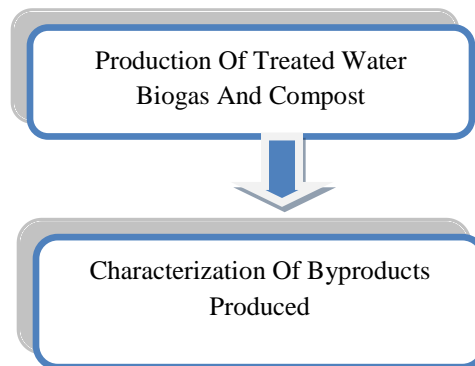 Production Of Treated Water
Biogas And Compost
Characterization Of Byproducts
Produced